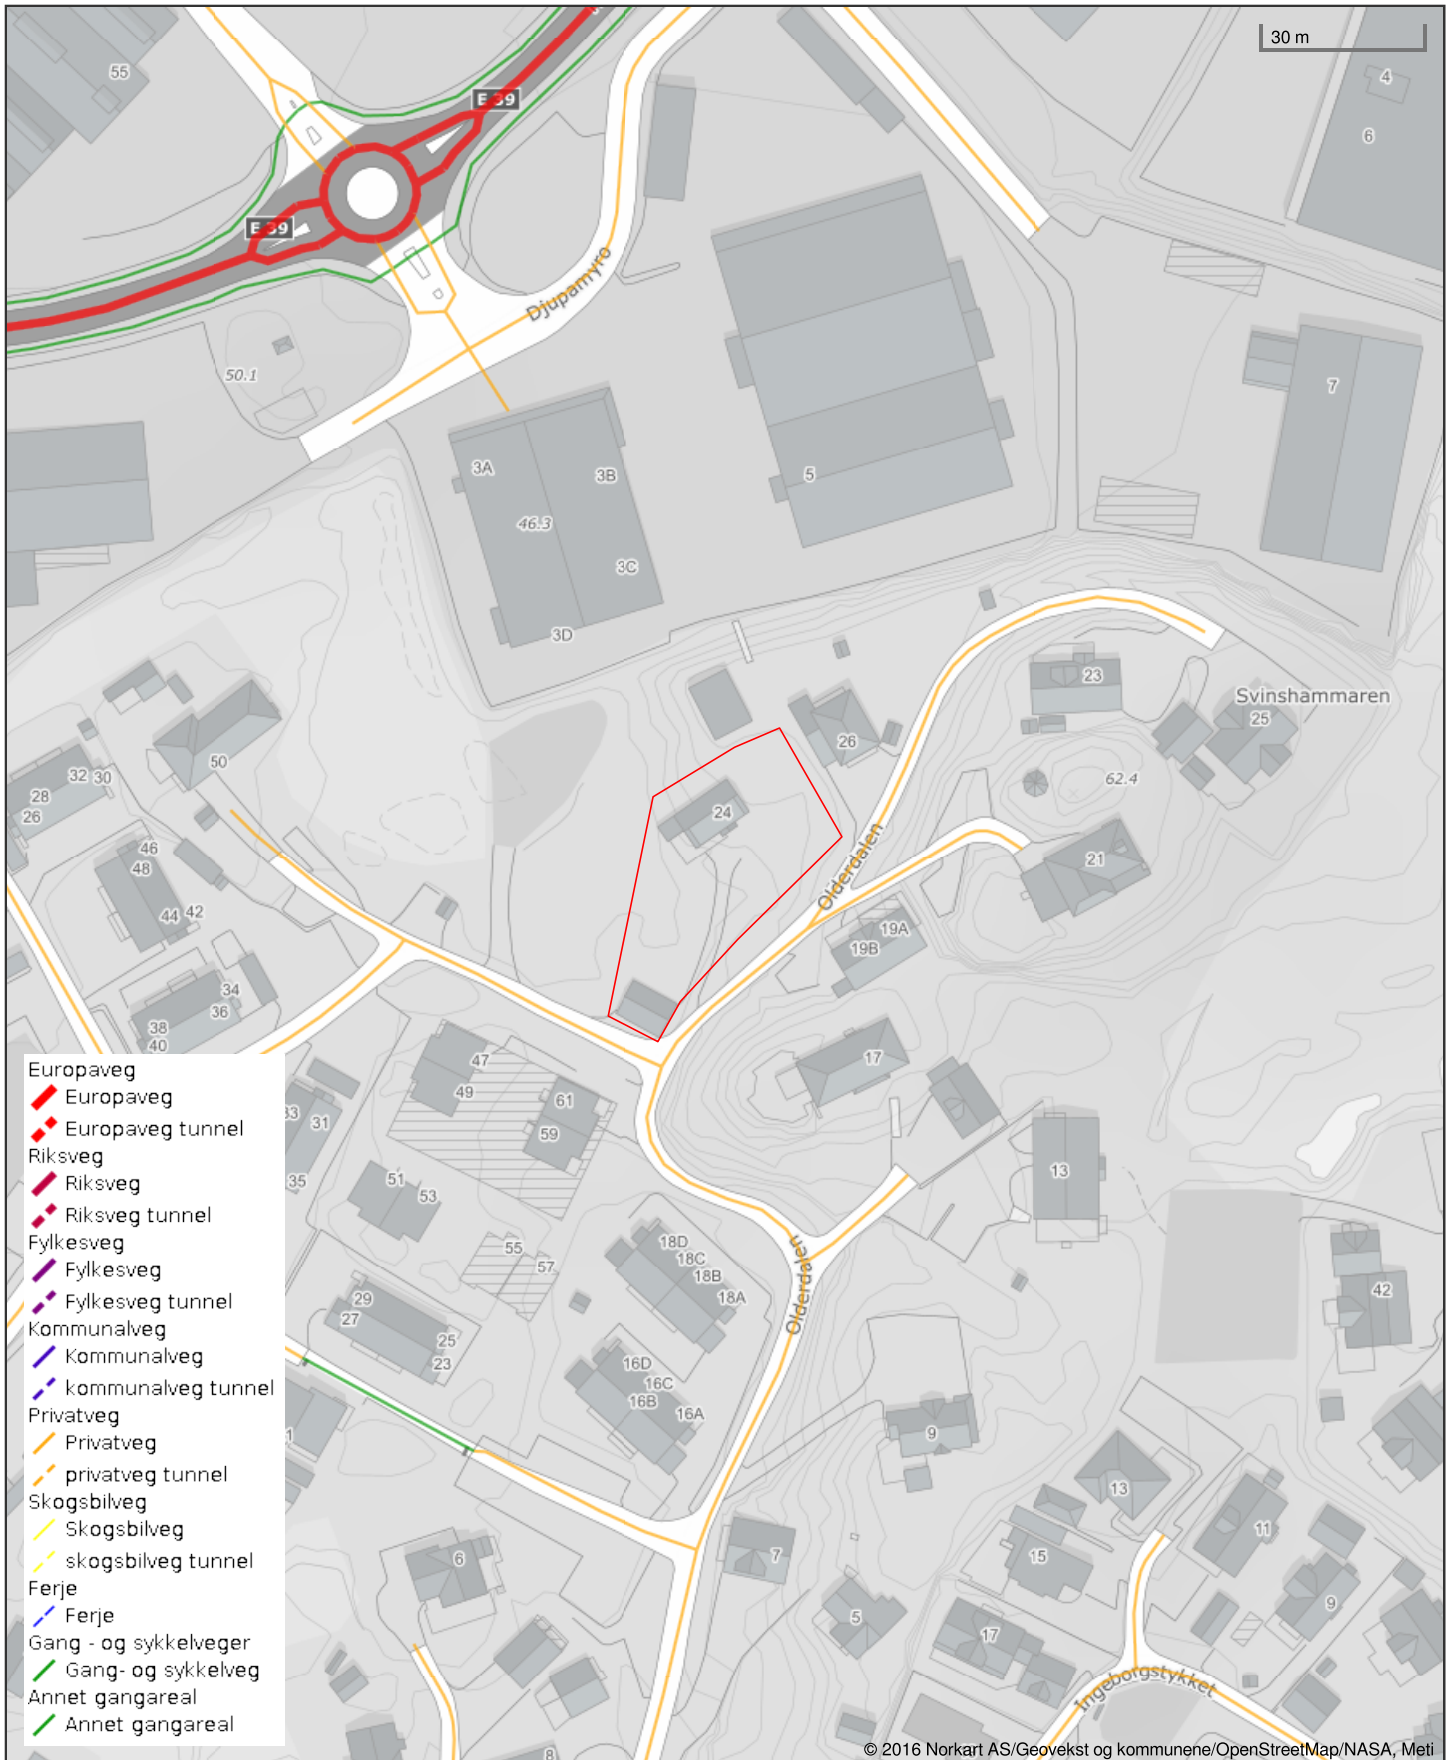 30 m
55
4
6
E 39
E 39
Djupamyro
50.1
7
3A
3B
5
46.3
3C
3D
23
Svinshammaren
25
26
50
32 30
28
26
62.4
24
46
48
21
Olderdalen
44 42
19A
19B
34
36
38
40
47
17
49
61
59
33
31
13
51
53
35
18D
18C
18B
18A
55
57
42
Olderdalen
29
27
25
23
16D
16C
16B
16A
9
1
13
11
15
7
6
9
5
17
Ingeborgstykket
8
Europaveg
Europaveg
Europaveg tunnel
Riksveg
Riksveg
Riksveg tunnel
Fylkesveg
Fylkesveg
Fylkesveg tunnel
Kommunalveg
Kommunalveg
kommunalveg tunnel
Privatveg
Privatveg
privatveg tunnel
Skogsbilveg
Skogsbilveg
skogsbilveg tunnel
Ferje
Ferje
Gang - og sykkelveger
Gang- og sykkelveg
Annet gangareal
Annet gangareal
© 2016 Norkart AS/Geovekst og kommunene/OpenStreetMap/NASA, Meti